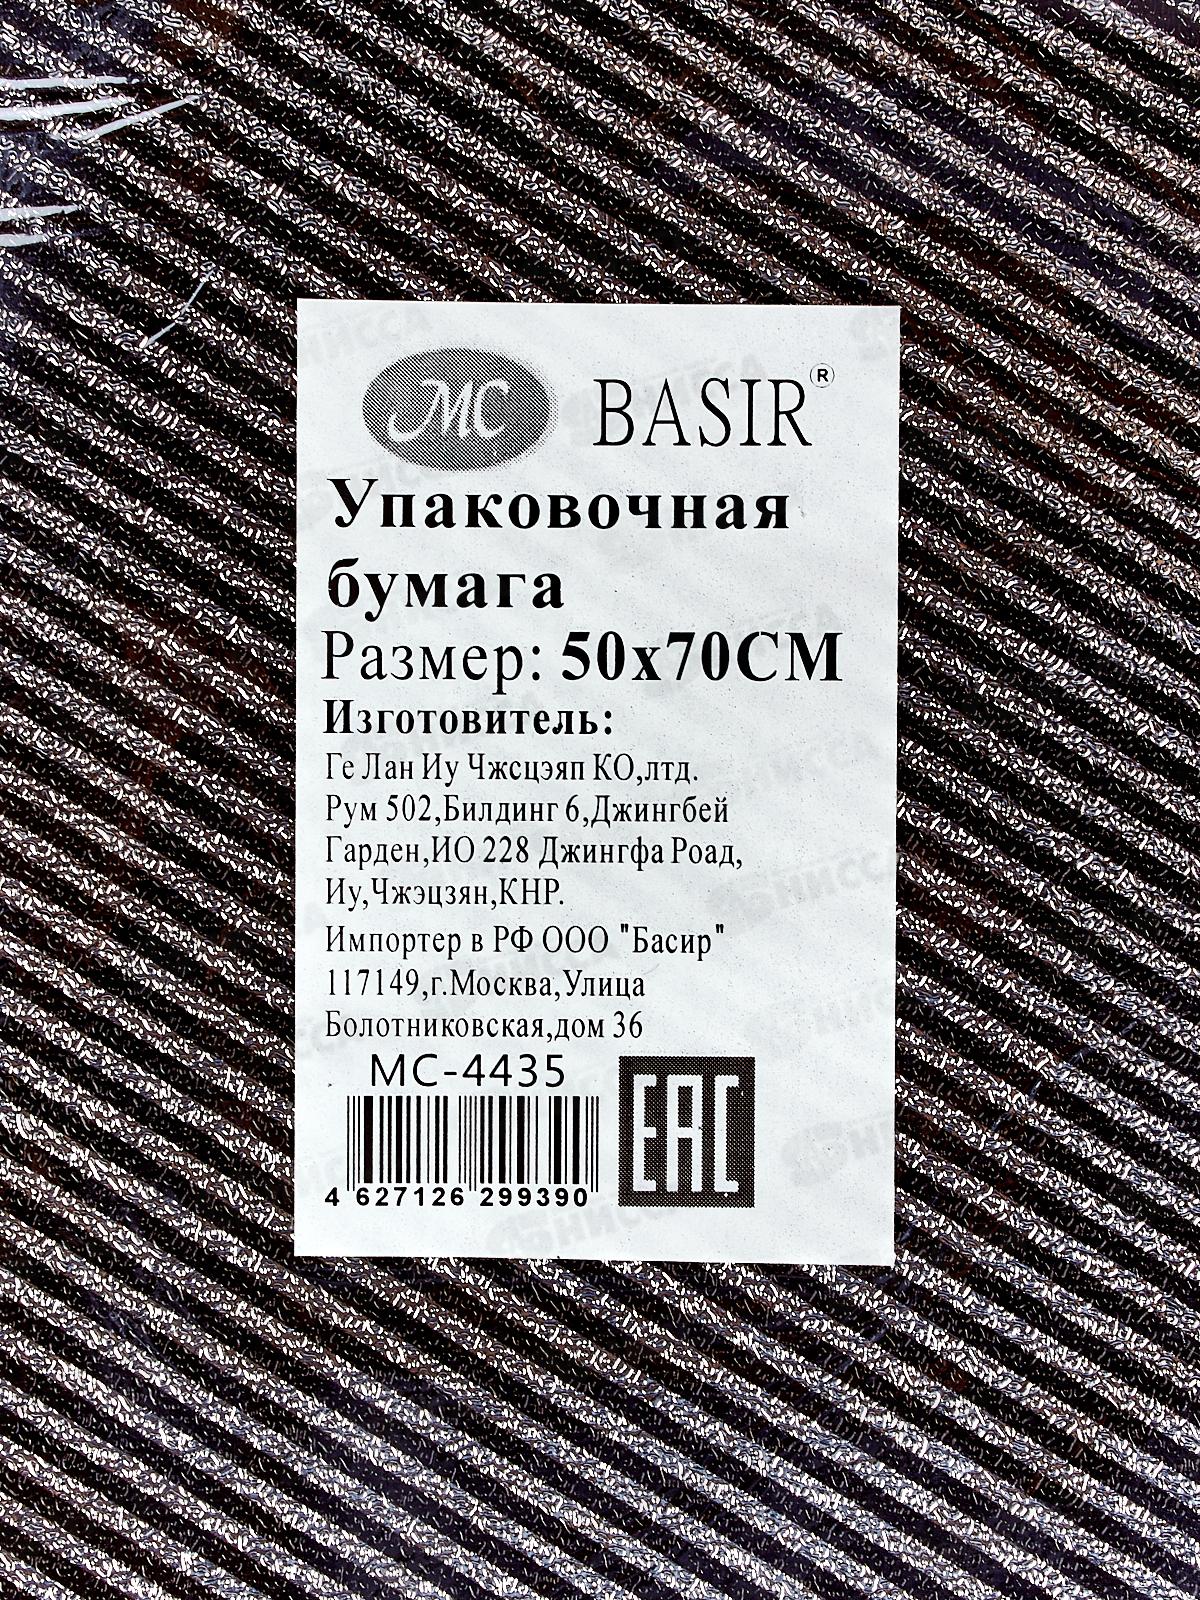 MC BASIR®
Упаковочная
бумага
Размер: 50х70СМ
Изготовитель:
Ге Лан Иу Чжсцэяп КО,лтд.
Рум 502,Билдинг 6,Джингбей
Гарден,ИО 228 Джингфа Роад,
Иу,Чжэцзян,КНР.
Импортер в РФ ООО "Басир"
117149,г.Москва,Улица
Болотниковская,дом 36
MC-4435
EAC
4 627126 299390